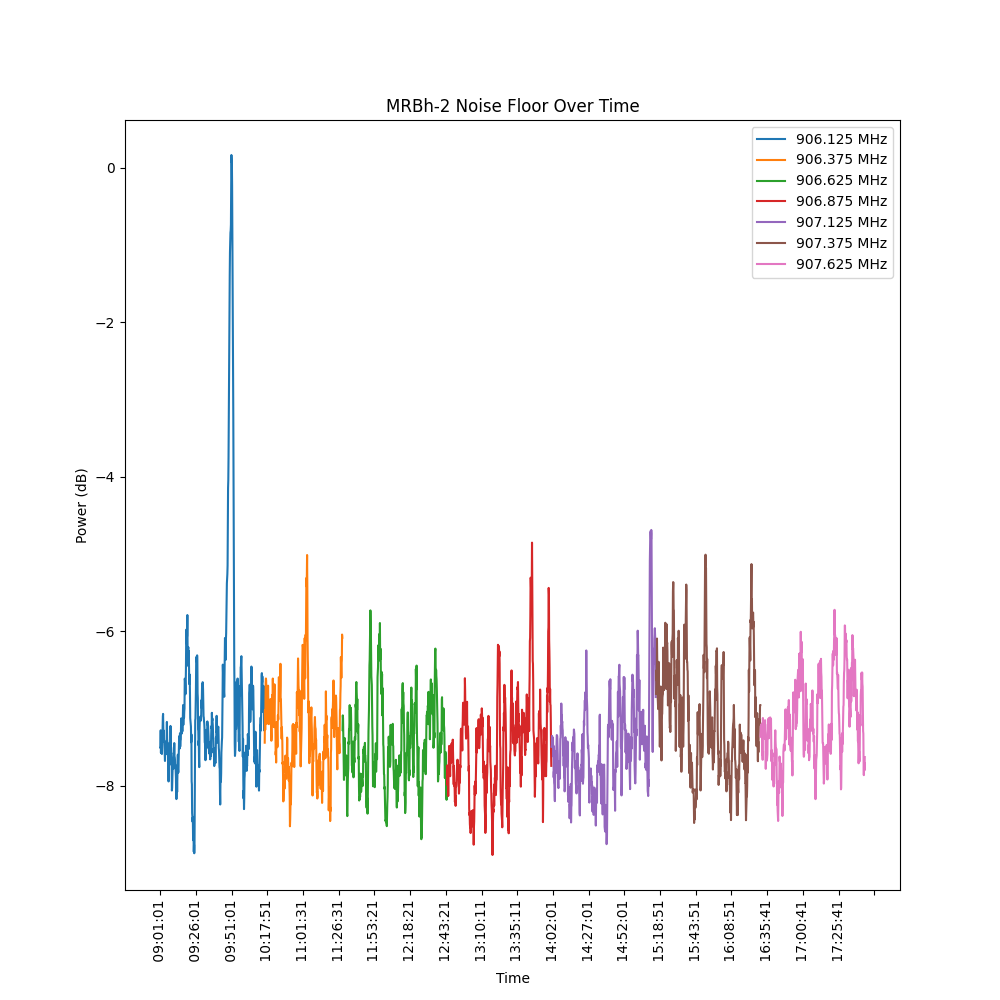 MRBh-2 Noise Floor Over Time
906.125 MHz
906.375 MHz
906.625 MHz
906.875 MHz
907.125 MHz
907.375 MHz
907.625 MHz
Power (dB)
0
−2
−4
−6
−8
09:01:01
09:26:01
09:51:01
10:17:51
11:01:31
11:26:31
11:53:21
12:18:21
12:43:21
13:10:11
13:35:11
14:02:01
14:27:01
14:52:01
15:18:51
15:43:51
16:08:51
16:35:41
17:00:41
17:25:41
Time